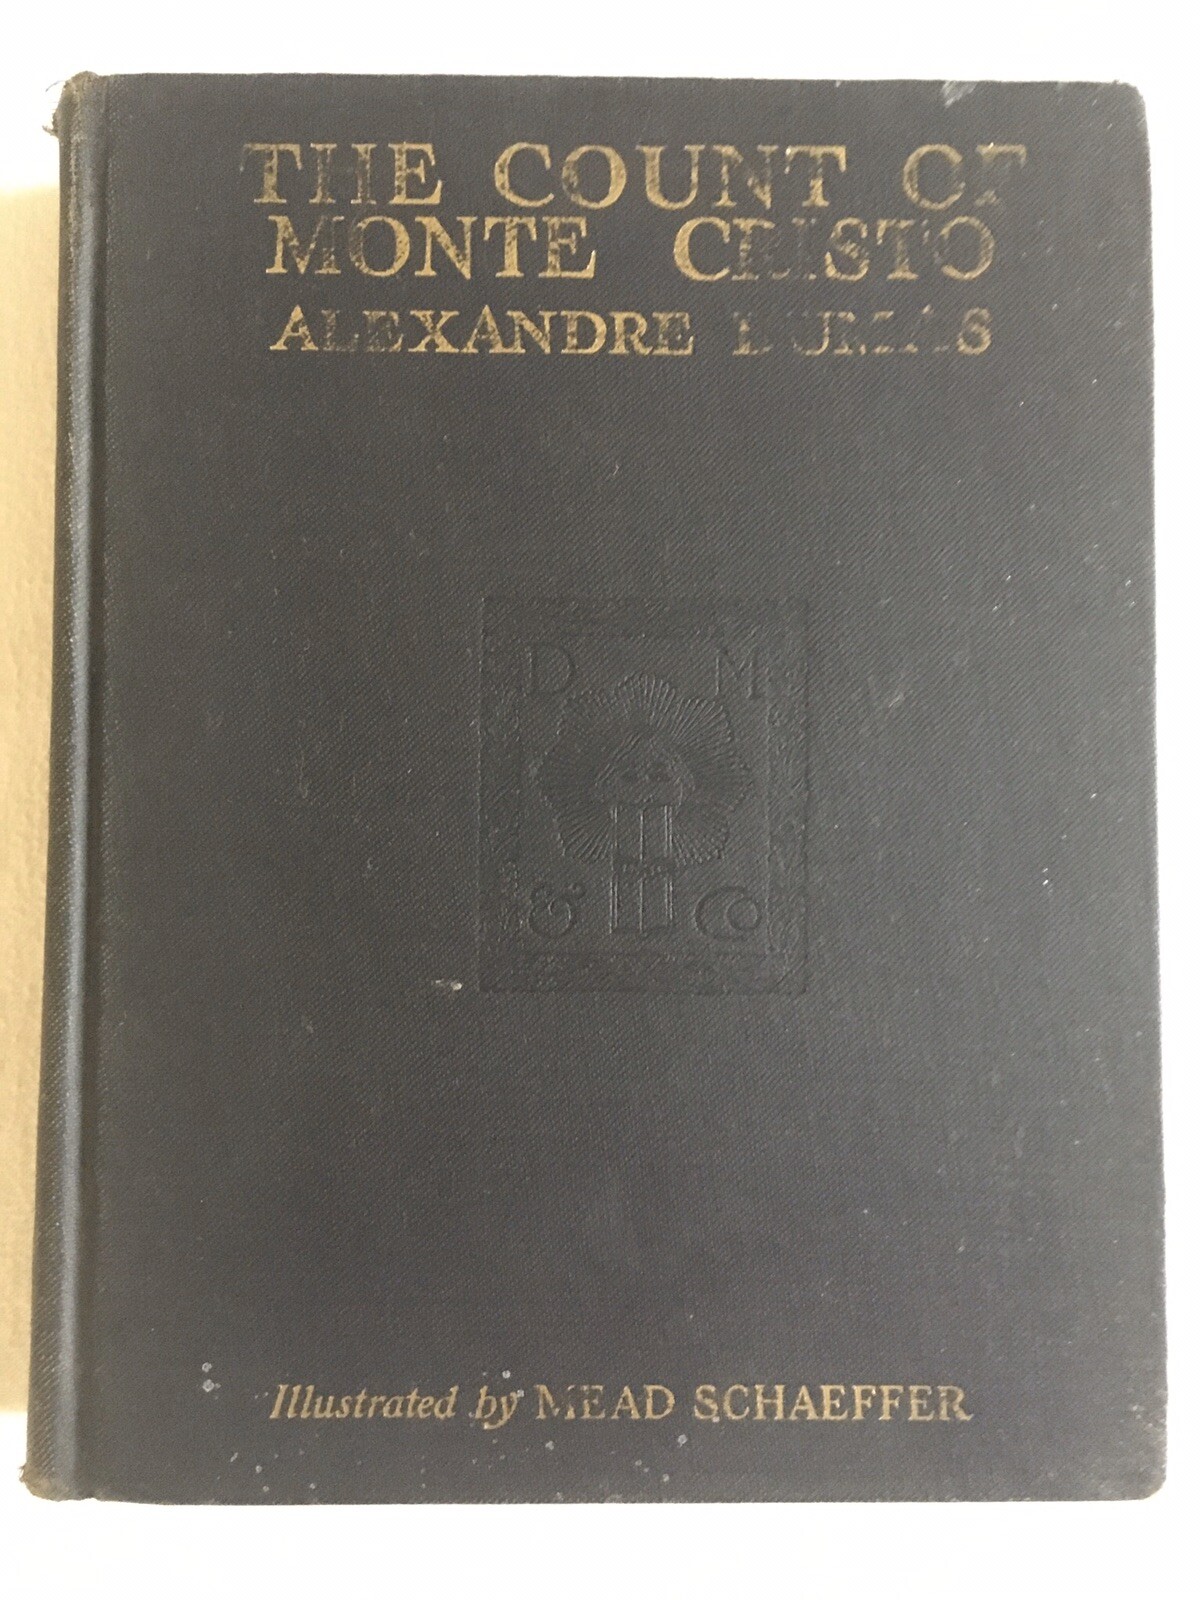 THE COUNT OF
MONTE CRISTO
ALEXANDRE DUMAS
D M
& Co
Illustrated by MEAD SCHAEFFER